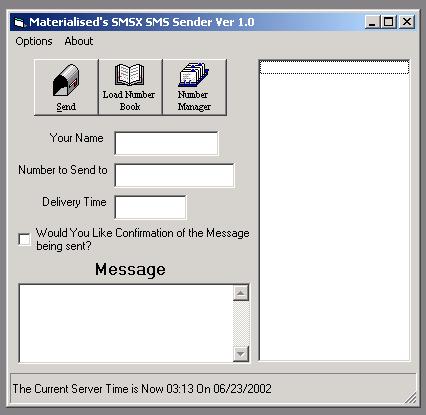 Materialised's SMSX SMS Sender Ver 1.0
Options About
Send
Load Number
Book
Number
Manager
Your Name
Number to Send to
Delivery Time
Would You Like Confirmation of the Message
being sent?
Message
The Current Server Time is Now 03:13 On 06/23/2002